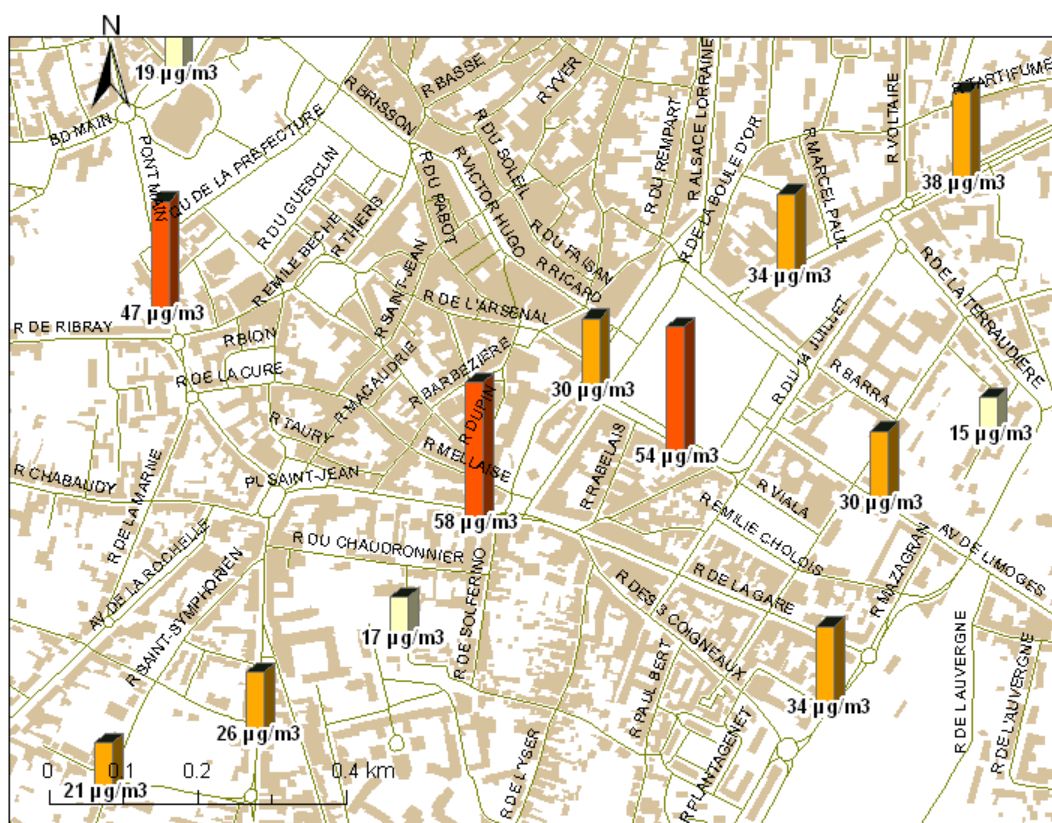 N
19 µg/m3
R BASSE
R YVER
R BRISSON
R DU SOLEIL
R DU REMPART
R ALSACE LORRAINE
R VOLTAIRE
R TARTIFUME
BD MAIN
PONT MAIN
QU DE LA PRÉFECTURE
R DU GUESCLIN
R VICTOR HUGO
R DU RABOT
R DE LA BOULE D'OR
R MARCEL PAUL
38 µg/m3
R EMILE BECHE
R THIERS
R SAINT-JEAN
R DU FAISAN
R RICARD
34 µg/m3
R DE LA TERRAUDIÈRE
47 µg/m3
R DE RIBRAY
R BION
R DE L'ARSENAL
R DU 14 JUILLET
R DE LA CURE
R MACAUDRIE
R BARBEZIÈRE
30 µg/m3
R BARRA
R TAURY
R DUPIN
R MELLAISE
R RABELAIS
54 µg/m3
15 µg/m3
R CHABAUDY
PL SAINT-JEAN
R VIALA
30 µg/m3
58 µg/m3
R DE LA MARNE
AV DE LA ROCHELLE
R DU CHAUDRONNIER
R EMILIE CHOLOIS
AV DE LIMOGES
R SAINT-SYMPHORIEN
R DE SOLFERINO
R DES 3 COIGNEAUX
R DE LA GARE
R MAZAGRAN
17 µg/m3
R PAUL BERT
R DE L'AUVERGNE
R DE L'AUVERGNE
26 µg/m3
34 µg/m3
R DE L'YSER
R PLANTAGENET
0 0.1 0.2 0.4 km
21 µg/m3